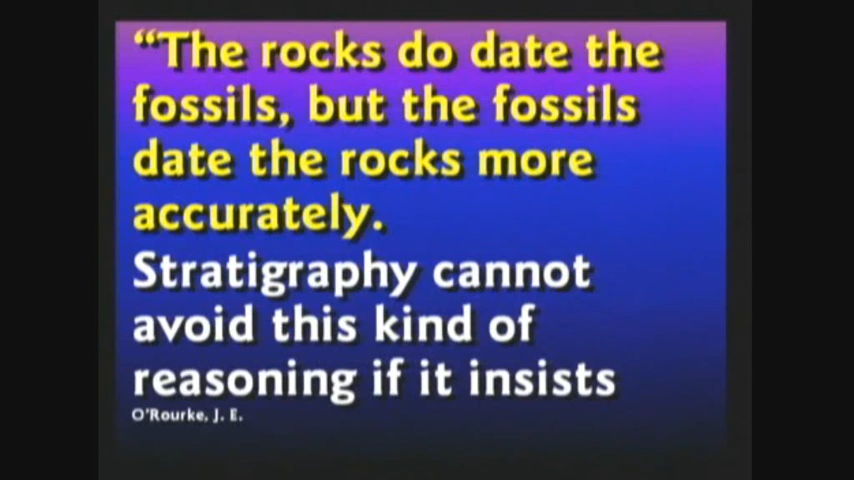 “The rocks do date the
fossils, but the fossils
date the rocks more
accurately.
Stratigraphy cannot
avoid this kind of
reasoning if it insists
O'Rourke, J. E.